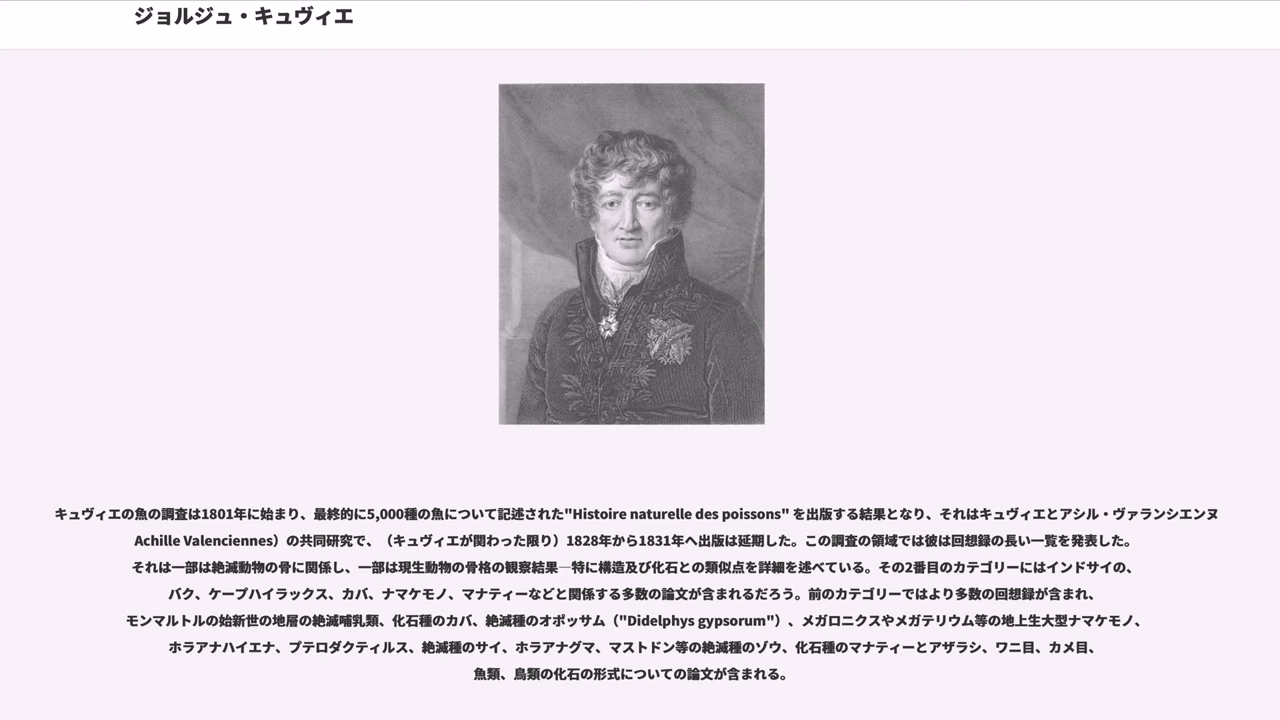 ジョルジュ・キュヴィエ
キュヴィエの魚の調査は1801年に始まり、最終的に5,000種の魚について記述された"Histoire naturelle des poissons" を出版する結果となり、それはキュヴィエとアシル・ヴァランシエンヌ
Achille Valenciennes）の共同研究で、（キュヴィエが関わった限り）1828年から1831年へ出版は延期した。この調査の領域では彼は回想録の長い一覧を発表した。
それは一部は絶滅動物の骨に関係し、一部は現生動物の骨格の観察結果─特に構造及び化石との類似点を詳細を述べている。その2番目のカテゴリーにはインドサイの、
バク、ケープハイラックス、カバ、ナマケモノ、マナティーなどと関係する多数の論文が含まれるだろう。前のカテゴリーではより多数の回想録が含まれ、
モンマルトルの始新世の地層の絶滅哺乳類、化石種のカバ、絶滅種のオポッサム（"Didelphys gypsorum"）、メガロニクスやメガテリウム等の地上生大型ナマケモノ、
ホラアナハイエナ、プテロダクティルス、絶滅種のサイ、ホラアナグマ、マストドン等の絶滅種のゾウ、化石種のマナティーとアザラシ、ワニ目、カメ目、
魚類、鳥類の化石の形式についての論文が含まれる。